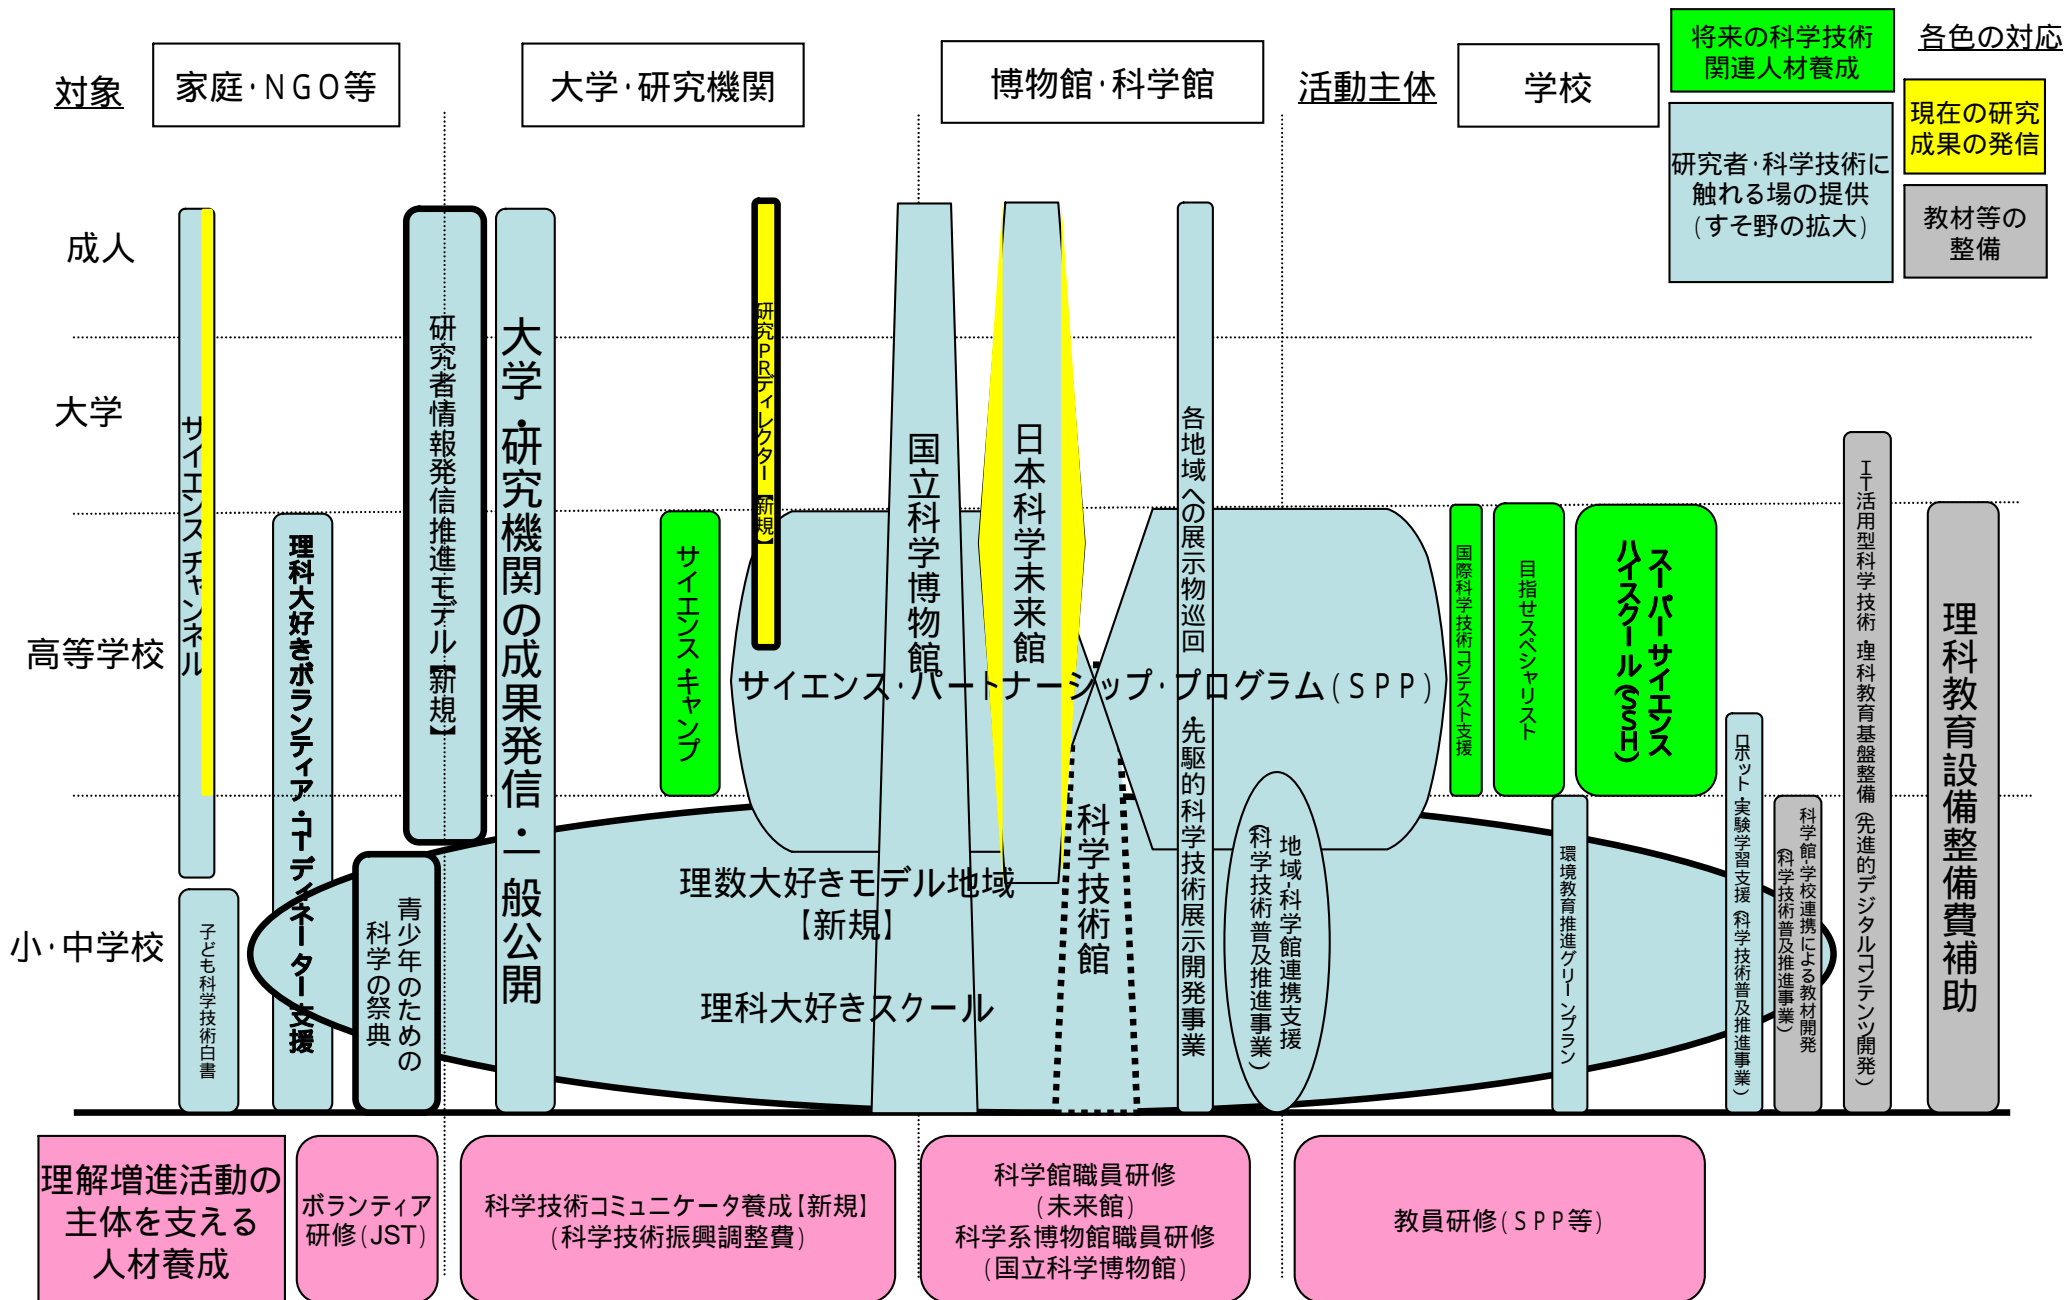 対象
家庭・NGO等
大学・研究機関
博物館・科学館
活動主体
学校
将来の科学技術
関連人材養成
各色の対応
現在の研究
成果の発信
研究者・科学技術に
触れる場の提供
(すそ野の拡大)
教材等の
整備
成人
大学
高等学校
小・中学校
サイエンスチャンネル
子ども科学技術白書
理科大好きボランティア・コーディネーター支援
研究者情報発信推進モデル【新規】
青少年のための
科学の祭典
大学・研究機関の成果発信・一般公開
サイエンス・キャンプ
研究PRディレクター【新規】
国立科学博物館
日本科学未来館
科学技術館
各地域への展示物巡回・先駆的科学技術展示開発事業
サイエンス・パートナーシップ・プログラム(SPP)
理数大好きモデル地域
【新規】
理科大好きスクール
地域・科学館連携支援
(科学技術普及推進事業)
国際科学技術コンテスト支援
目指せスペシャリスト
スーパーサイエンス
ハイスクール(SSH)
環境教育推進グリーンプラン
ロボット・実験学習支援(科学技術普及推進事業)
科学館・学校連携による教材開発
(科学技術普及推進事業)
IT活用型科学技術・理科教育基盤整備(先進的デジタルコンテンツ開発)
理科教育設備整備費補助
理解増進活動の
主体を支える
人材養成
ボランティア
研修(JST)
科学技術コミュニケータ養成【新規】
(科学技術振興調整費)
科学館職員研修
(未来館)
科学系博物館職員研修
(国立科学博物館)
教員研修(SPP等)